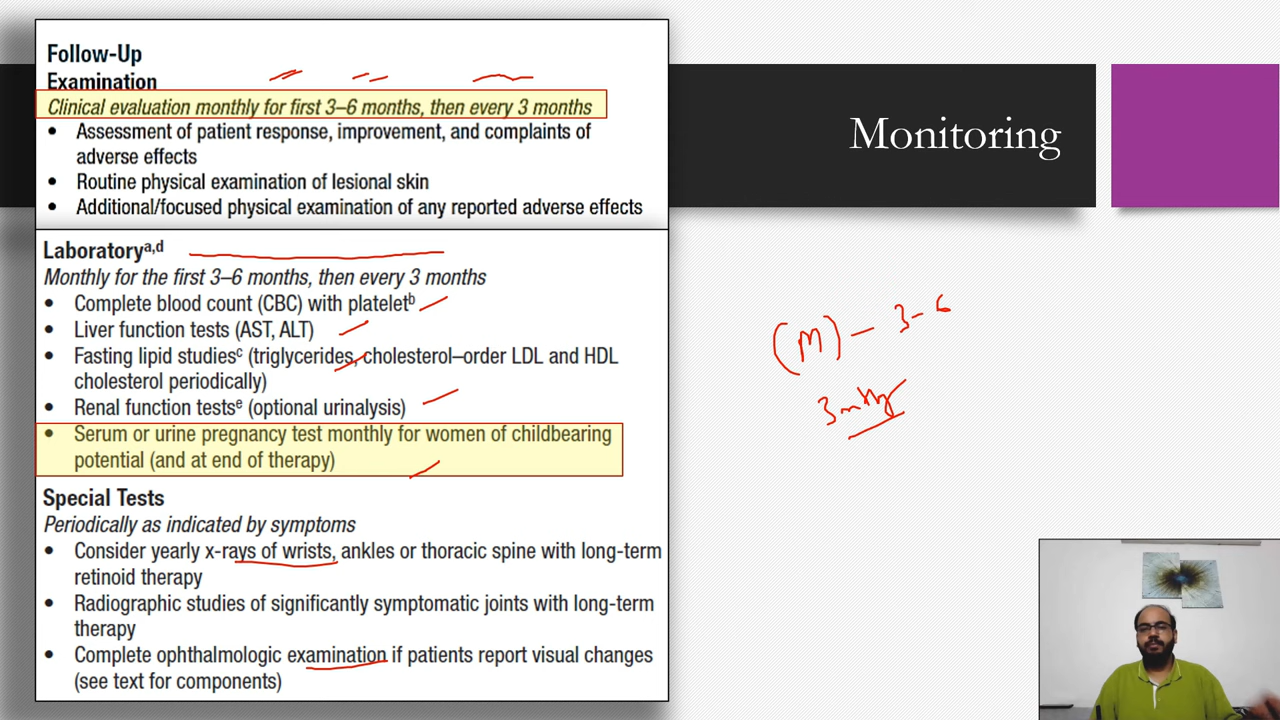 Follow-Up
Examination
Clinical evaluation monthly for first 3–6 months, then every 3 months
• Assessment of patient response, improvement, and complaints of
adverse effects
• Routine physical examination of lesional skin
• Additional/focused physical examination of any reported adverse effects
Laboratorya,d
Monthly for the first 3–6 months, then every 3 months
• Complete blood count (CBC) with plateletb
• Liver function tests (AST, ALT)
• Fasting lipid studiesc (triglycerides, cholesterol–order LDL and HDL
cholesterol periodically)
• Renal function testse (optional urinalysis)
• Serum or urine pregnancy test monthly for women of childbearing
potential (and at end of therapy)
Special Tests
Periodically as indicated by symptoms
• Consider yearly x-rays of wrists, ankles or thoracic spine with long-term
retinoid therapy
• Radiographic studies of significantly symptomatic joints with long-term
therapy
• Complete ophthalmologic examination if patients report visual changes
(see text for components)
Monitoring
(M) – 3-6